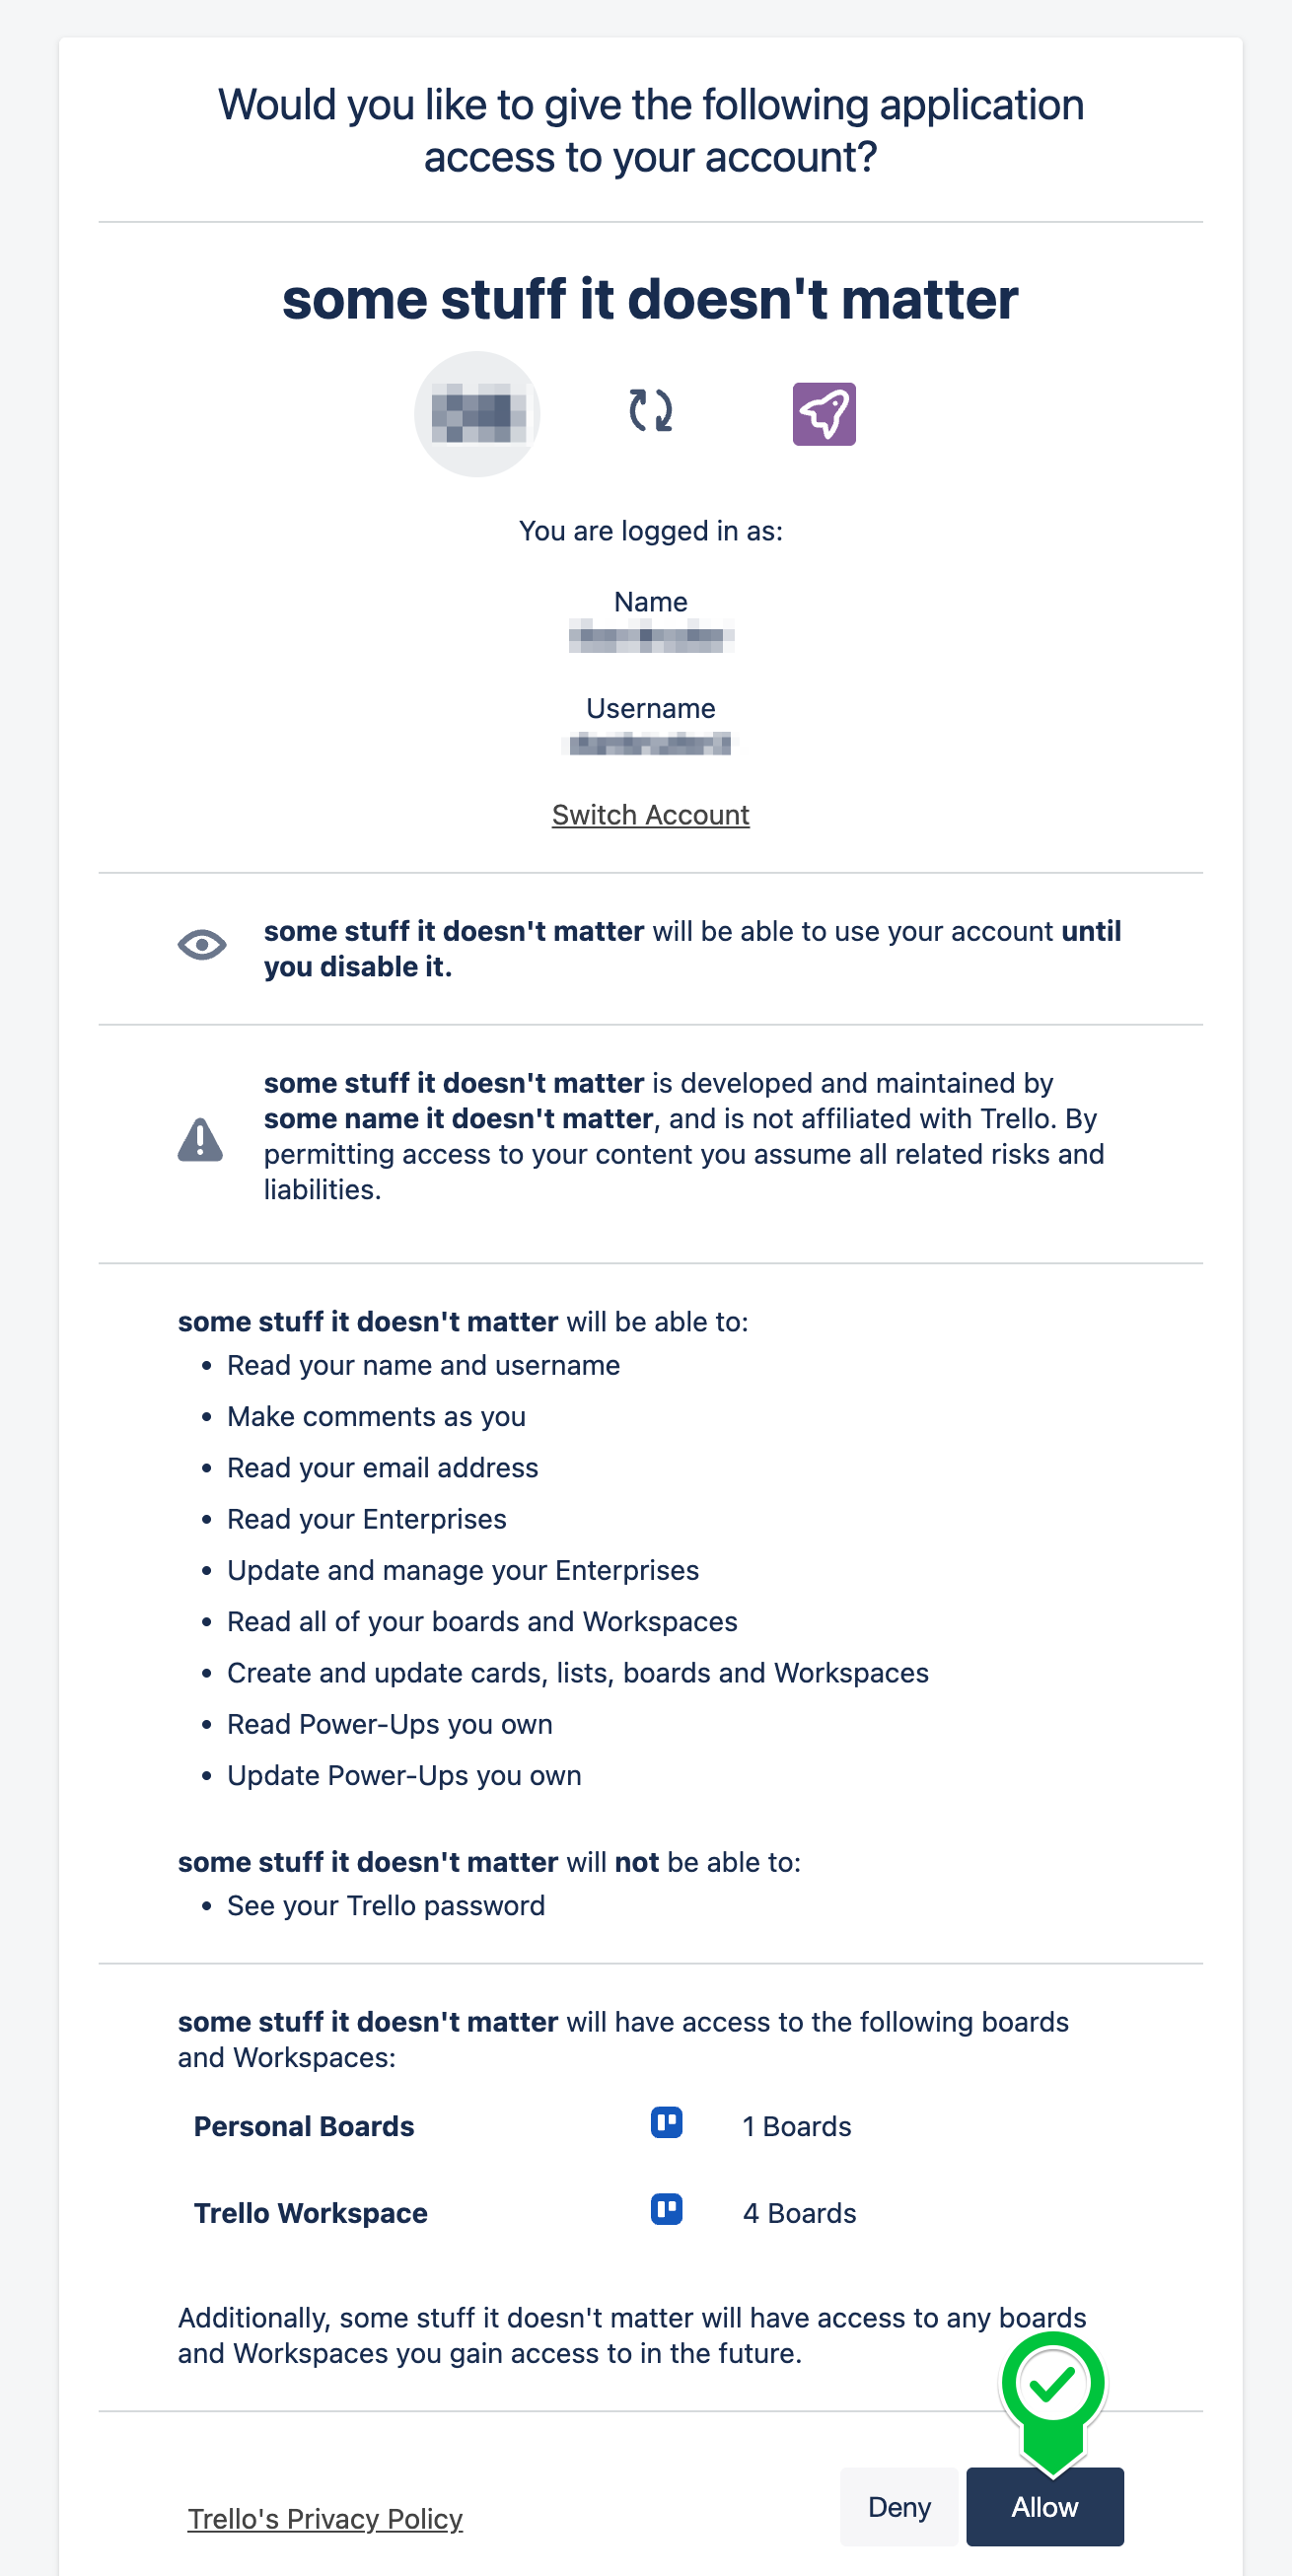 Would you like to give the following application
access to your account?
some stuff it doesn't matter
You are logged in as:
Name
Username
Switch Account
some stuff it doesn't matter will be able to use your account until
you disable it.
some stuff it doesn't matter is developed and maintained by
some name it doesn't matter, and is not affiliated with Trello. By
permitting access to your content you assume all related risks and
liabilities.
some stuff it doesn't matter will be able to:
• Read your name and username
• Make comments as you
• Read your email address
• Read your Enterprises
• Update and manage your Enterprises
• Read all of your boards and Workspaces
• Create and update cards, lists, boards and Workspaces
• Read Power-Ups you own
• Update Power-Ups you own
some stuff it doesn't matter will not be able to:
• See your Trello password
some stuff it doesn't matter will have access to the following boards
and Workspaces:
Personal Boards 1 Boards
Trello Workspace 4 Boards
Additionally, some stuff it doesn't matter will have access to any boards
and Workspaces you gain access to in the future.
Trello's Privacy Policy Deny Allow